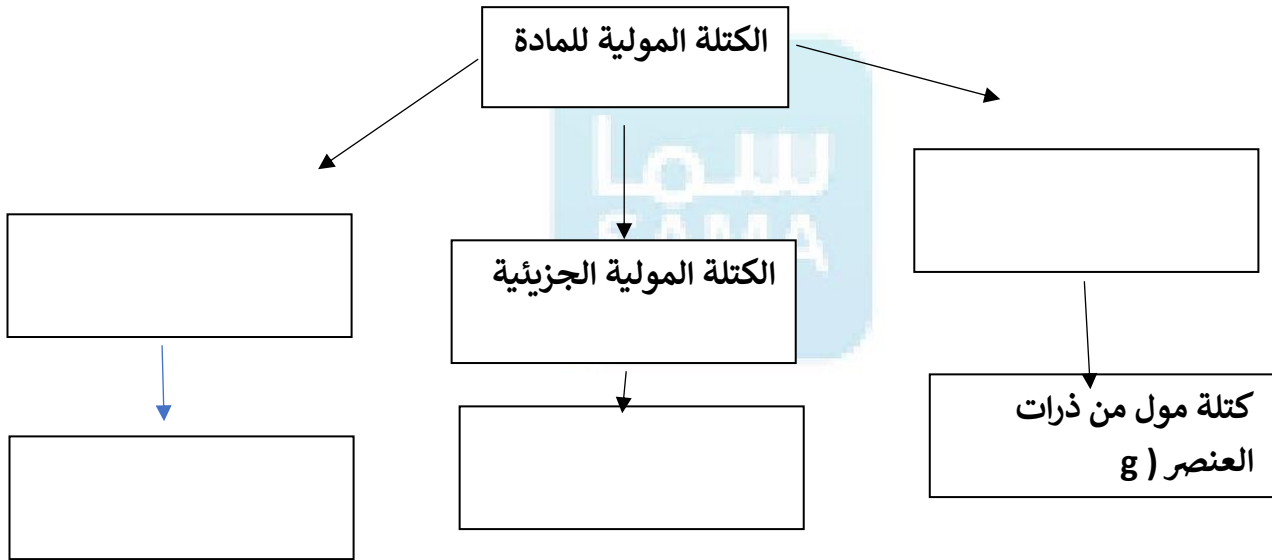 الكتلة المولية للمادة
سما
SAMA
الكتلة المولية الجزيئية
كتلة مول من ذرات
العنصر ( g